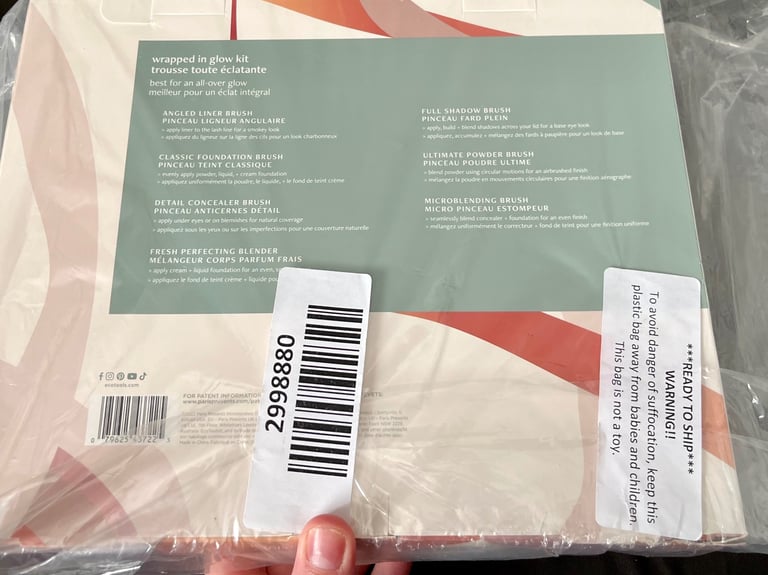 wrapped in glow kit
trousse toute éclatante
best for an all-over glow
meilleur pour un éclat intégral
ANGLED LINER BRUSH
PINCEAU LIGNEUR ANGULAIRE
» apply liner to the lash line for a smokey look
» appliquez du ligneur sur la ligne des cils pour un look charbonneux
CLASSIC FOUNDATION BRUSH
PINCEAU TEINT CLASSIQUE
» evenly apply powder, liquid, + cream foundation
» appliquez uniformément la poudre, le liquide, + le fond de teint crème
DETAIL CONCEALER BRUSH
PINCEAU ANTICERNES DÉTAIL
» apply under eyes or on blemishes for natural coverage
» appliquez sous les yeux ou sur les imperfections pour une couverture naturelle
FRESH PERFECTING BLENDER
MÉLANGEUR CORPS PARFUM FRAIS
» apply cream + liquid foundation for an even,
» appliquez le fond de teint crème + liquide
FULL SHADOW BRUSH
PINCEAU FARD PLEIN
» apply, build + blend shadows across your lid for a base eye look
» appliquez, accumulez + mélangez des fards à paupière pour un look de base
ULTIMATE POWDER BRUSH
PINCEAU POUDRE ULTIME
» blend powder using circular motions for an airbrushed finish
» mélangez la poudre en mouvements circulaires pour une finition aérographe
MICROBLENDING BRUSH
MICRO PINCEAU ESTOMPEUR
» seamlessly blend concealer + foundation for an even finish
» mélangez uniformément le correcteur + fond de teint pour une finition uniforme
ecotools.com
FOR PATENT INFORMATION
0 79625 43722 3
2998880
***READY TO SHIP***
WARNING!!
To avoid danger of suffocation, keep this
plastic bag away from babies and children.
This bag is not a toy.